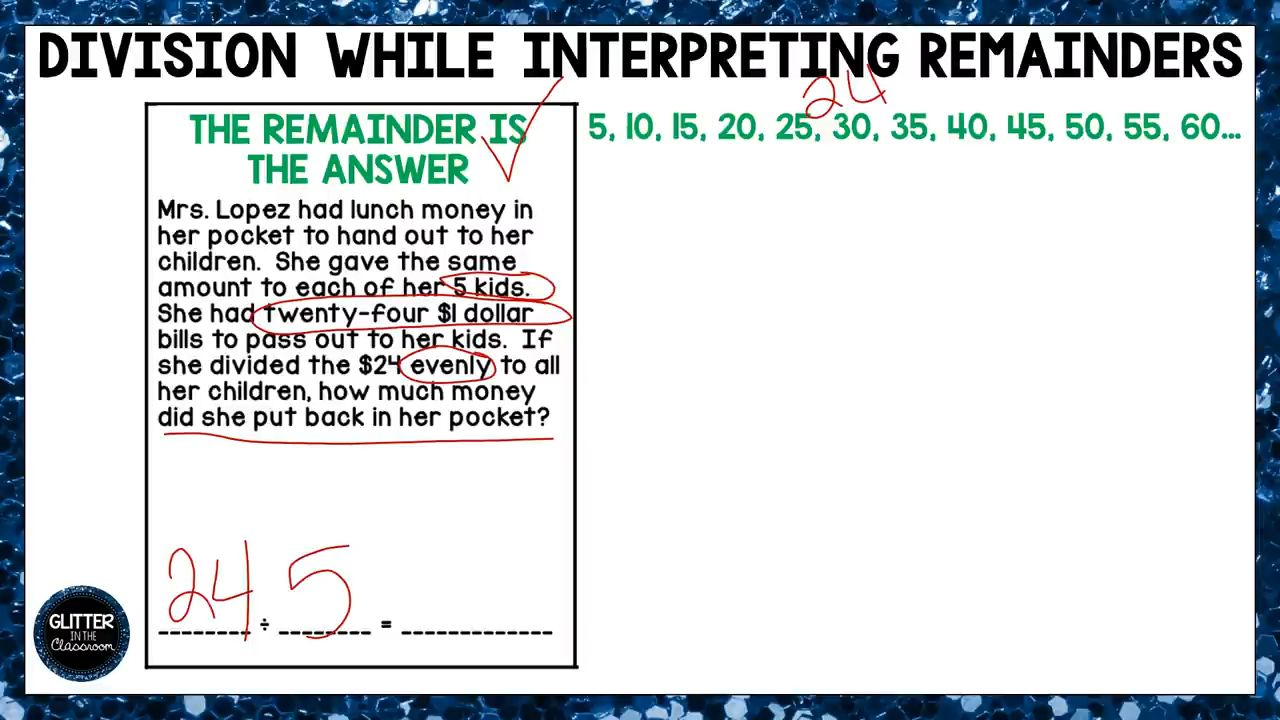 DIVISION WHILE INTERPRETING REMAINDERS
THE REMAINDER IS
THE ANSWER
Mrs. Lopez had lunch money in
her pocket to hand out to her
children. She gave the same
amount to each of her 5 kids.
She had twenty-four $1 dollar
bills to pass out to her kids. If
she divided the $24 evenly to all
her children, how much money
did she put back in her pocket?
24 ÷ 5 =
24
5, 10, 15, 20, 25, 30, 35, 40, 45, 50, 55, 60...
GLITTER
IN THE
Classroom